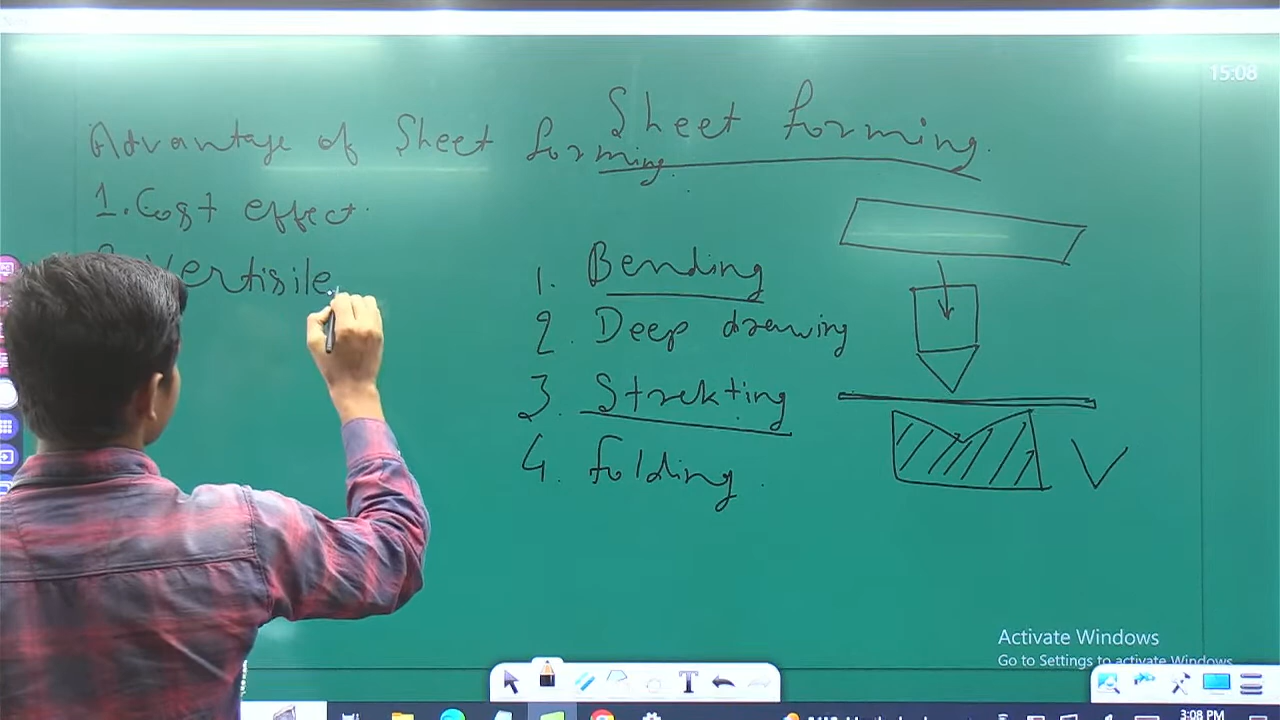 Sheet forming.
Advantage of Sheet forming.
1. Cost effect.
Vertisile
1. Bending
2. Deep drawing
3. Strekting
4. folding.
V
15:08
Activate Windows
Go to Settings to activate Windows.
T
3:08 PM